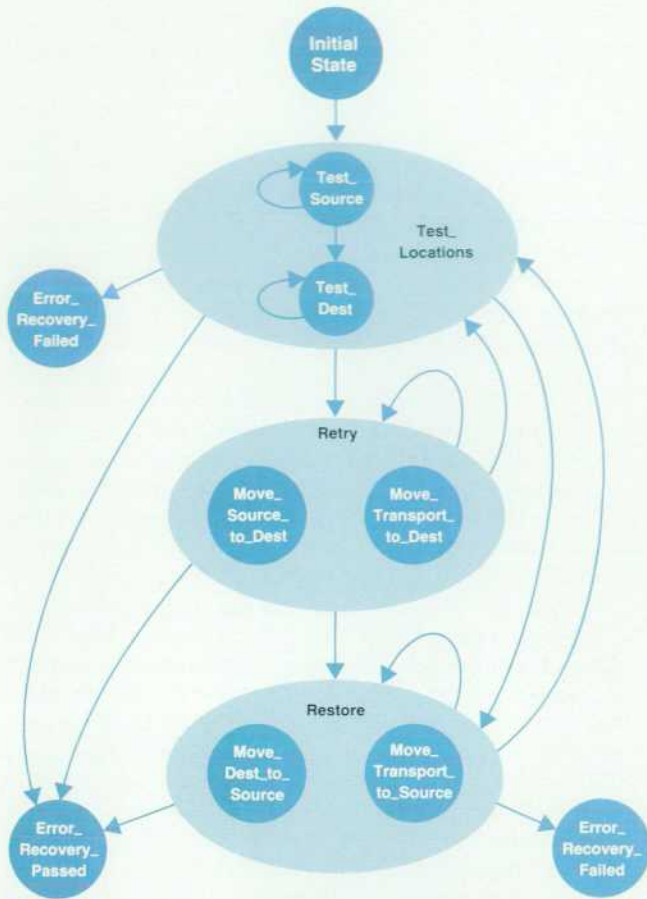 Initial
State
Test_
Source
Test_
Locations
Test_
Dest
Error_
Recovery_
Failed
Retry
Move_
Source_
to_Dest
Move_
Transport_
to_Dest
Restore
Move_
Dest_to_
Source
Move_
Transport_
to_Source
Error_
Recovery_
Passed
Error_
Recovery_
Failed